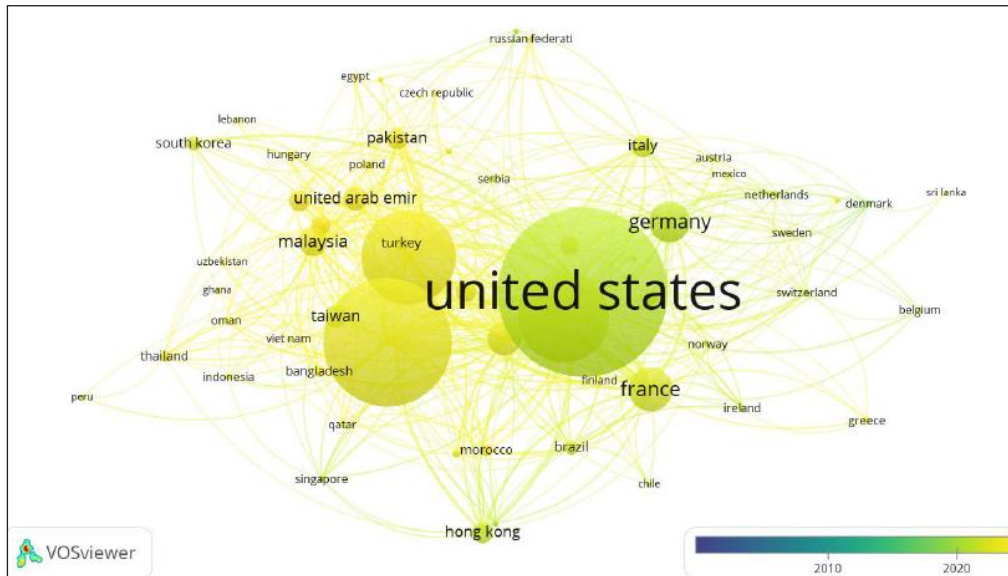 russian federati
egypt
czech republic
lebanon
pakistan
south korea
italy
hungary
austria
poland
mexico
serbia
sri lanka
netherlands
united arab emir
denmark
germany
sweden
malaysia
turkey
uzbekistan
united states
ghana
switzerland
belgium
taiwan
oman
viet nam
norway
thailand
bangladesh
indonesia
finland
france
peru
ireland
qatar
greece
morocco
brazil
singapore
chile
hong kong
VOSviewer
2010
2020